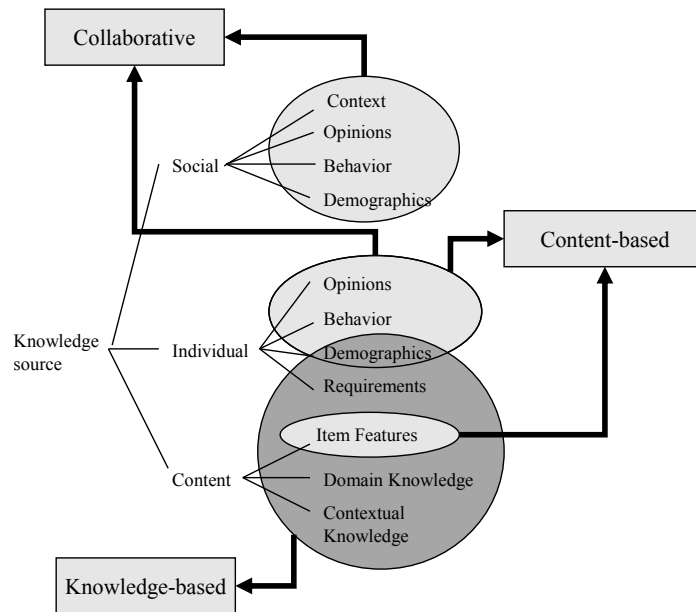 Collaborative
Context
Opinions
Social
Behavior
Demographics
Content-based
Opinions
Behavior
Knowledge
source
Individual
Demographics
Requirements
Item Features
Content
Domain Knowledge
Contextual
Knowledge
Knowledge-based